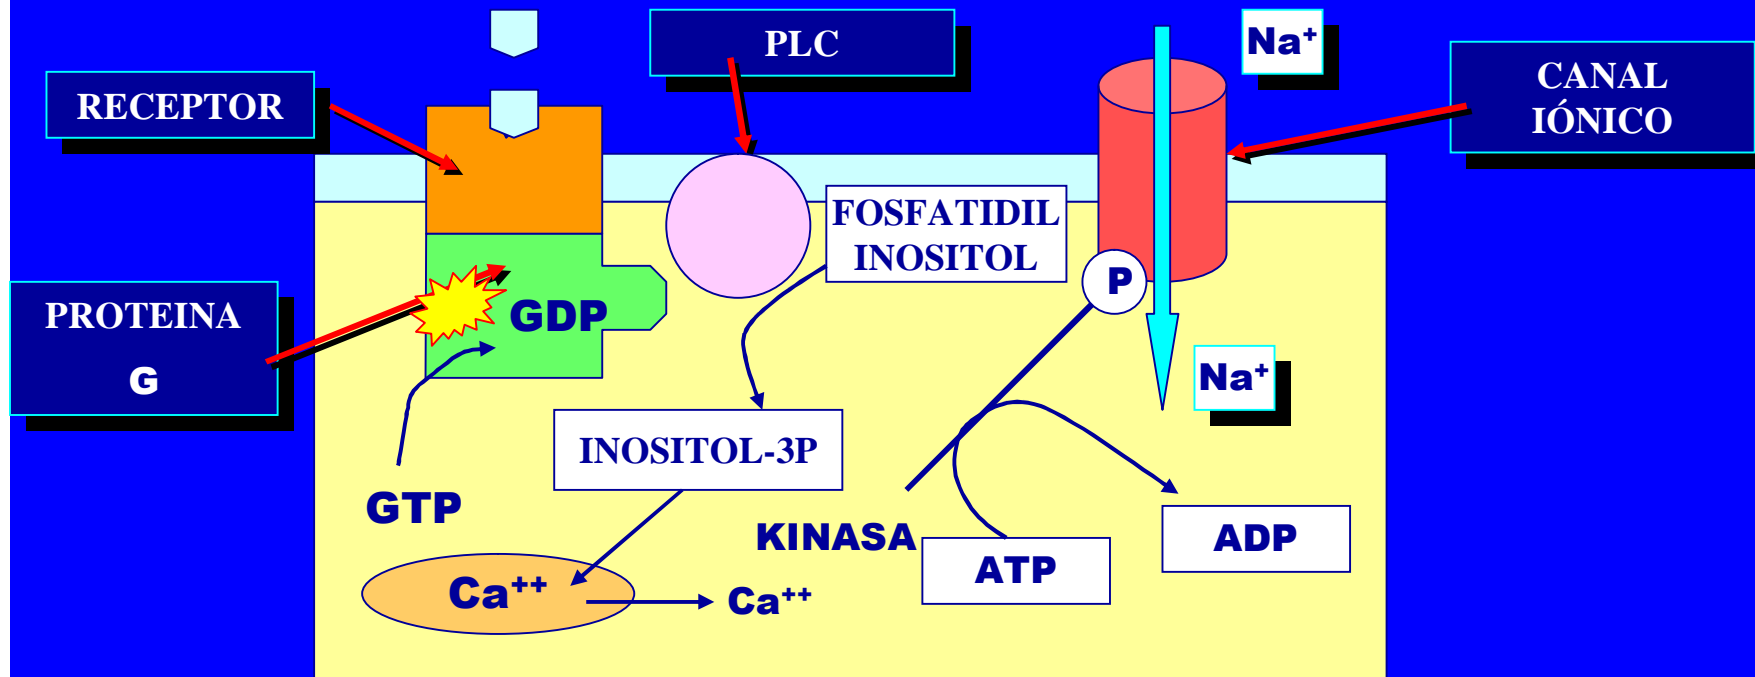 PLC
Na⁺
RECEPTOR
CANAL
IÓNICO
FOSFATIDIL
INOSITOL
P
PROTEINA
G
GDP
Na⁺
INOSITOL-3P
GTP
KINASA
ATP
ADP
Ca⁺⁺
Ca⁺⁺